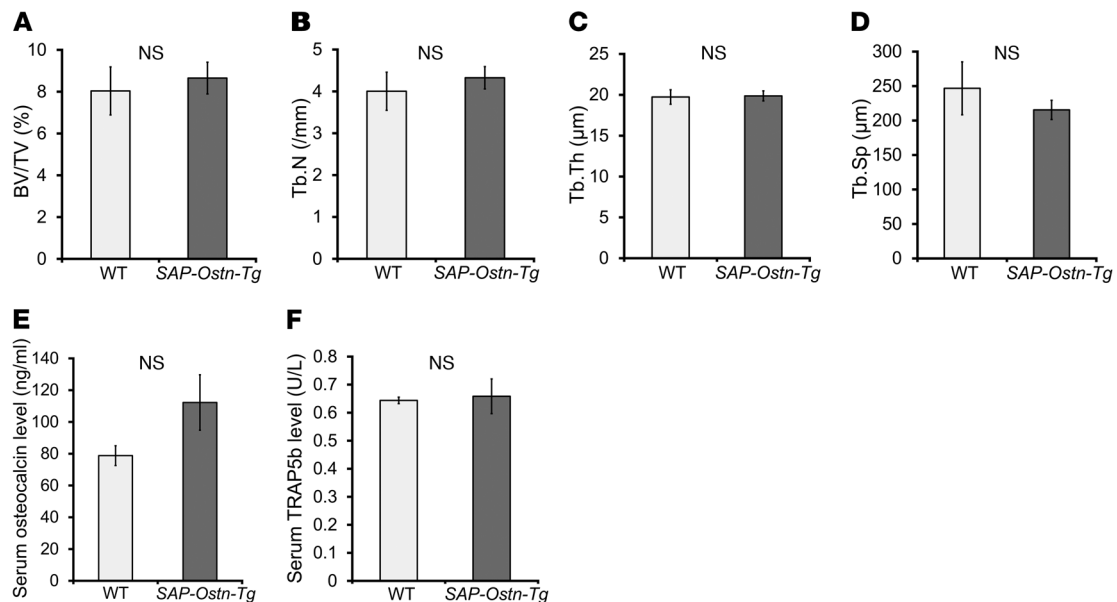 A
BV/TV (%)
10
8
6
4
2
0
NS
WT
SAP-Ostn-Tg
B
Tb.N (/mm)
5
4
3
2
1
0
NS
WT
SAP-Ostn-Tg
C
Tb.Th (μm)
25
20
15
10
5
0
NS
WT
SAP-Ostn-Tg
D
Tb.Sp (μm)
300
250
200
150
100
50
0
NS
WT
SAP-Ostn-Tg
E
Serum osteocalcin level (ng/ml)
140
120
100
80
60
40
20
0
NS
WT
SAP-Ostn-Tg
F
Serum TRAP5b level (U/L)
0.8
0.7
0.6
0.5
0.4
0.3
0.2
0.1
0
NS
WT
SAP-Ostn-Tg